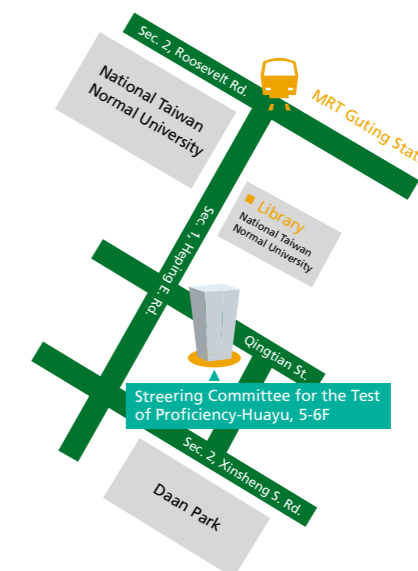 Sec. 2, Roosevelt Rd.
MRT Guting Stat
National Taiwan
Normal University
Library
National Taiwan
Normal University
Sec. 1, Heping E. Rd.
Qingtian St.
Streering Committee for the Test
of Proficiency-Huayu, 5-6F
Sec. 2, Xinsheng S. Rd.
Daan Park